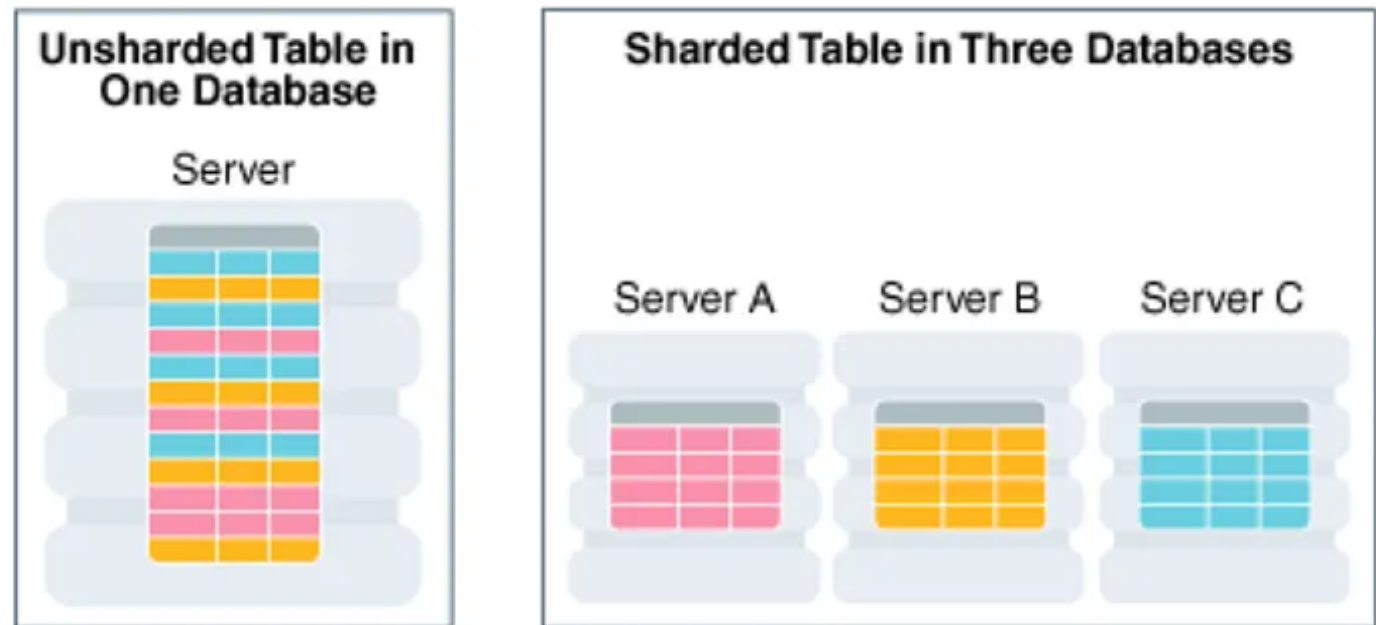 Unsharded Table in
One Database
Server
Sharded Table in Three Databases
Server A
Server B
Server C